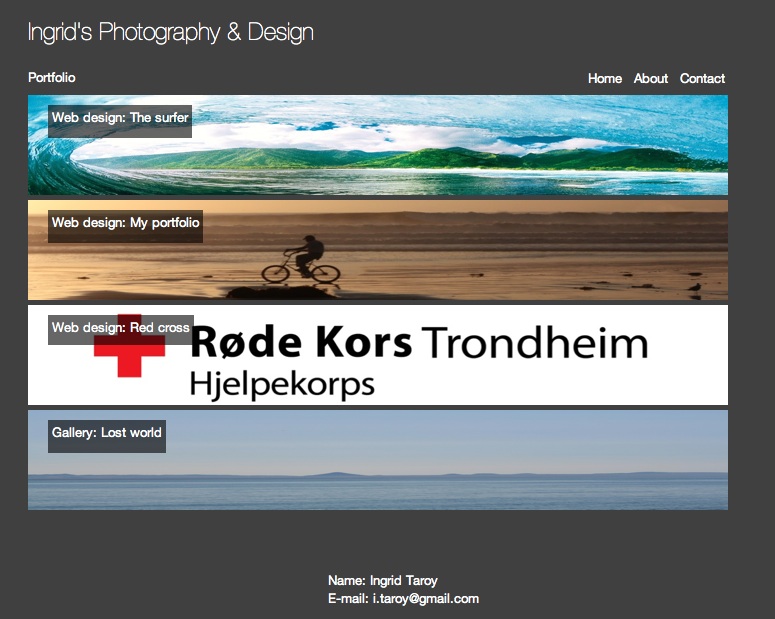 Ingrid's Photography & Design
Portfolio
Home About Contact
Web design: The surfer
Web design: My portfolio
Web design: Red cross
Røde Kors Trondheim
Hjelpekorps
Gallery: Lost world
Name: Ingrid Taroy
E-mail: i.taroy@gmail.com